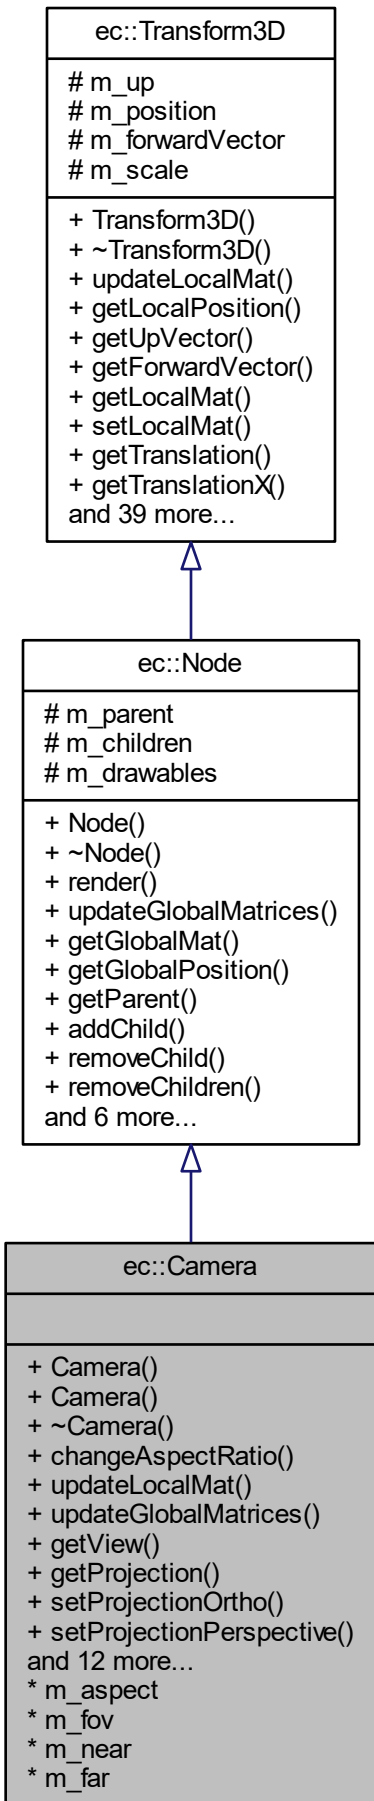 ec::Transform3D
# m_up
# m_position
# m_forwardVector
# m_scale
+ Transform3D()
+ ~Transform3D()
+ updateLocalMat()
+ getLocalPosition()
+ getUpVector()
+ getForwardVector()
+ getLocalMat()
+ setLocalMat()
+ getTranslation()
+ getTranslationX()
and 39 more...
ec::Node
# m_parent
# m_children
# m_drawables
+ Node()
+ ~Node()
+ render()
+ updateGlobalMatrices()
+ getGlobalMat()
+ getGlobalPosition()
+ getParent()
+ addChild()
+ removeChild()
+ removeChildren()
and 6 more...
ec::Camera
+ Camera()
+ Camera()
+ ~Camera()
+ changeAspectRatio()
+ updateLocalMat()
+ updateGlobalMatrices()
+ getView()
+ getProjection()
+ setProjectionOrtho()
+ setProjectionPerspective()
and 12 more...
* m_aspect
* m_fov
* m_near
* m_far